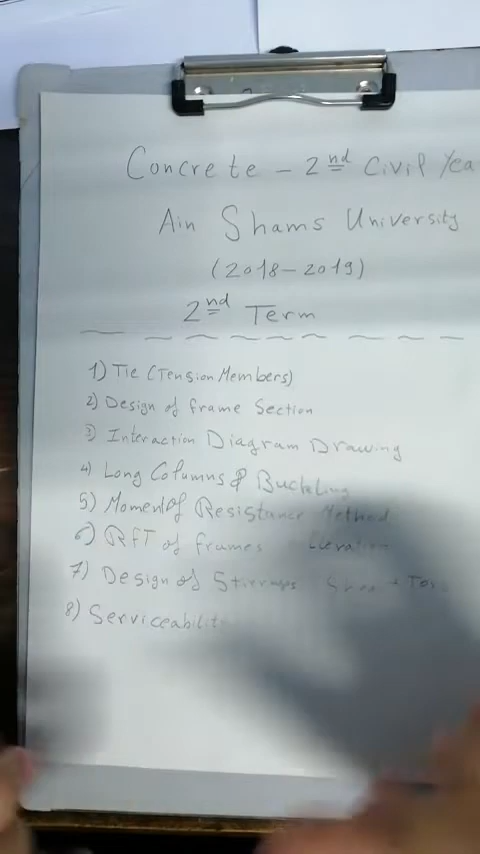 Concrete - 2nd Civil Yea
Ain Shams University
(2018-2019)
2nd Term
1) Tie (Tension Members)
2) Design of frame Section
3) Interaction Diagram Drawing
4) Long Columns & Buckling
5) Moment of Resistance Method
6) RFT of frames
7) Design of Stirrups
8) Serviceabilit